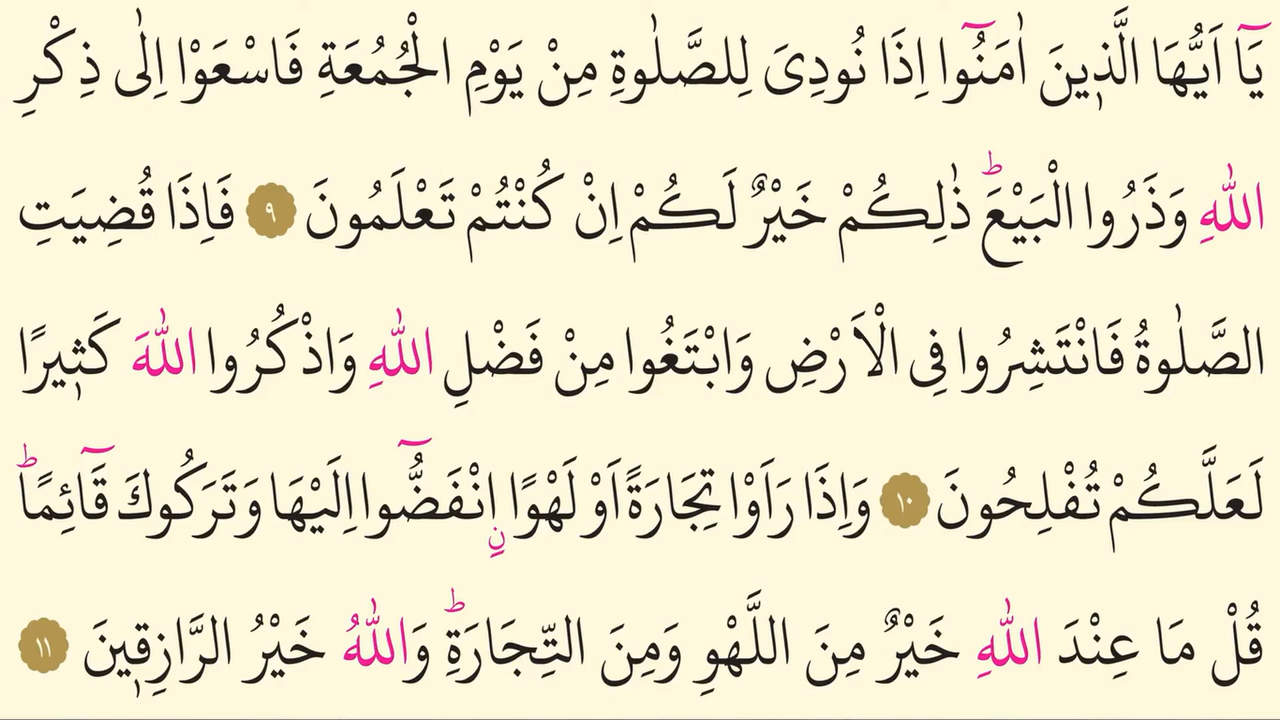 يَٓا اَيُّهَا الَّذ۪ينَ اٰمَنُٓوا اِذَا نُودِىَ لِلصَّلٰوةِ مِنْ يَوْمِ الْجُمُعَةِ فَاسْعَوْا اِلٰى ذِكْرِ
اللّٰهِ وَذَرُوا الْبَيْعَۜ ذٰلِكُمْ خَيْرٌ لَكُمْ اِنْ كُنْتُمْ تَعْلَمُونَ ٩ فَاِذَا قُضِيَتِ
الصَّلٰوةُ فَانْتَشِرُوا فِى الْاَرْضِ وَابْتَغُوا مِنْ فَضْلِ اللّٰهِ وَاذْكُرُوا اللّٰهَ كَث۪يرًا
لَعَلَّكُمْ تُفْلِحُونَ ١٠ وَاِذَا رَاَوْا تِجَارَةً اَوْ لَهْوًا ࣙۨانْفَضُّٓوا اِلَيْهَا وَتَرَكُوكَ قَٓائِمًاۜ
قُلْ مَا عِنْدَ اللّٰهِ خَيْرٌ مِنَ اللَّهْوِ وَمِنَ التِّجَارَةِۜ وَاللّٰهُ خَيْرُ الرَّازِق۪ينَ ١١